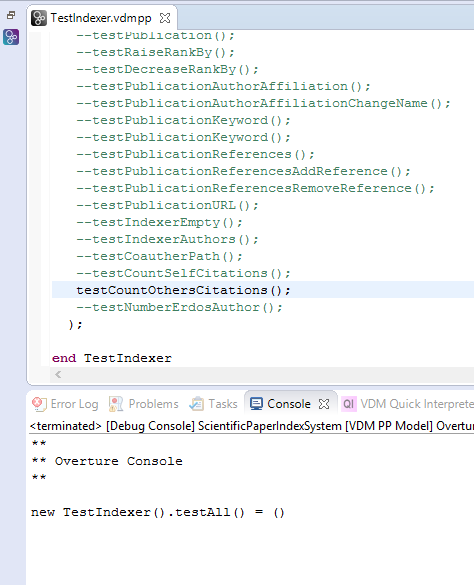 TestIndexer.vdmpp
--testPublication();
--testRaiseRankBy();
--testDecreaseRankBy();
--testPublicationAuthorAffiliation();
--testPublicationAuthorAffiliationChangeName();
--testPublicationKeyword();
--testPublicationKeyword();
--testPublicationReferences();
--testPublicationReferencesAddReference();
--testPublicationReferencesRemoveReference();
--testPublicationURL();
--testIndexerEmpty();
--testIndexerAuthors();
--testCoautherPath();
--testCountSelfCitations();
testCountOthersCitations();
--testNumberErdosAuthor();
);
end TestIndexer
Error Log Problems Tasks Console QI VDM Quick Interprete
<terminated> [Debug Console] ScientificPaperIndexSystem [VDM PP Model] Overtu
**
** Overture Console
**
new TestIndexer().testAll() = ()